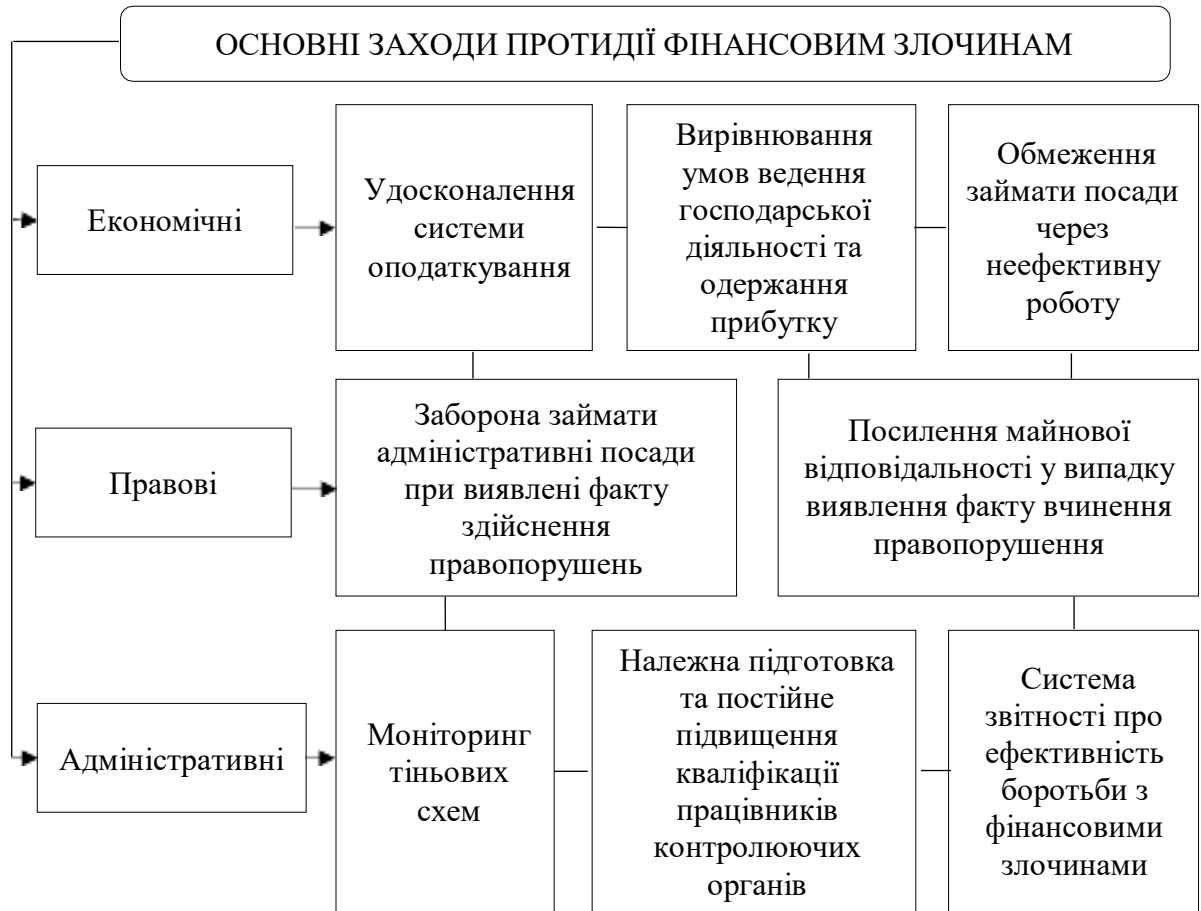 ОСНОВНІ ЗАХОДИ ПРОТИДІЇ ФІНАНСОВИМ ЗЛОЧИНАМ
Економічні
Удосконалення
системи
оподаткування
Вирівнювання
умов ведення
господарської
діяльності та
одержання
прибутку
Обмеження
займати посади
через
неефективну
роботу
Правові
Заборона займати
адміністративні посади
при виявлені факту
здійснення
правопорушень
Посилення майнової
відповідальності у випадку
виявлення факту вчинення
правопорушення
Адміністративні
Моніторинг
тіньових
схем
Належна підготовка
та постійне
підвищення
кваліфікації
працівників
контролюючих
органів
Система
звітності про
ефективність
боротьби з
фінансовими
злочинами